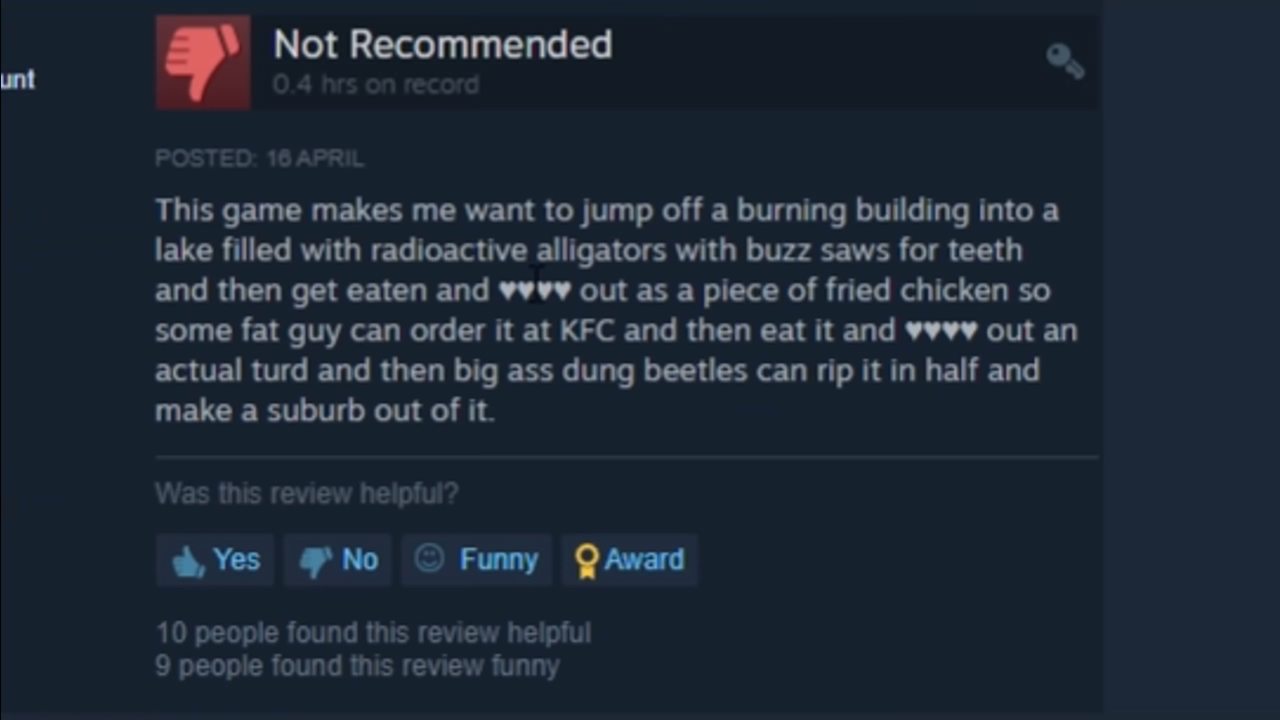 Not Recommended
0.4 hrs on record
unt
POSTED: 16 APRIL
This game makes me want to jump off a burning building into a
lake filled with radioactive alligators with buzz saws for teeth
and then get eaten and ♥♥♥♥ out as a piece of fried chicken so
some fat guy can order it at KFC and then eat it and ♥♥♥♥ out an
actual turd and then big ass dung beetles can rip it in half and
make a suburb out of it.
Was this review helpful?
Yes No Funny Award
10 people found this review helpful
9 people found this review funny